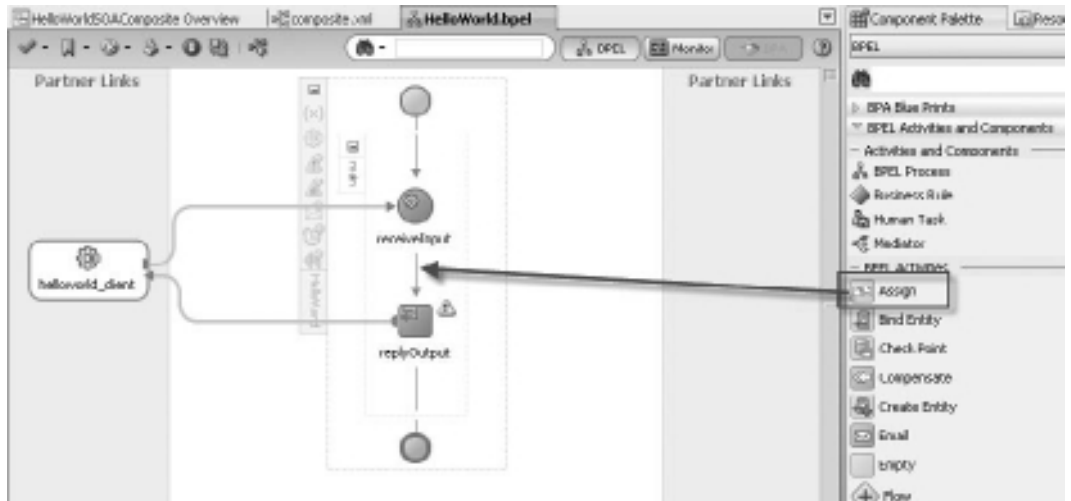 HelloWorldSOAComposite Overview
composite.xml
HelloWorld.bpel
Component Palette
Resou
BPEL
Monitor
BPA
BPEL
Partner Links
Partner Links
BPA Blue Prints
BPEL Activities and Components
Activities and Components
BPEL Process
Business Rule
Human Task
Mediator
BPEL Activities
Assign
Bind Entity
Check Point
Compensate
Create Entity
Email
Empty
Flow
main
receiveInput
helloworld_client
replyOutput